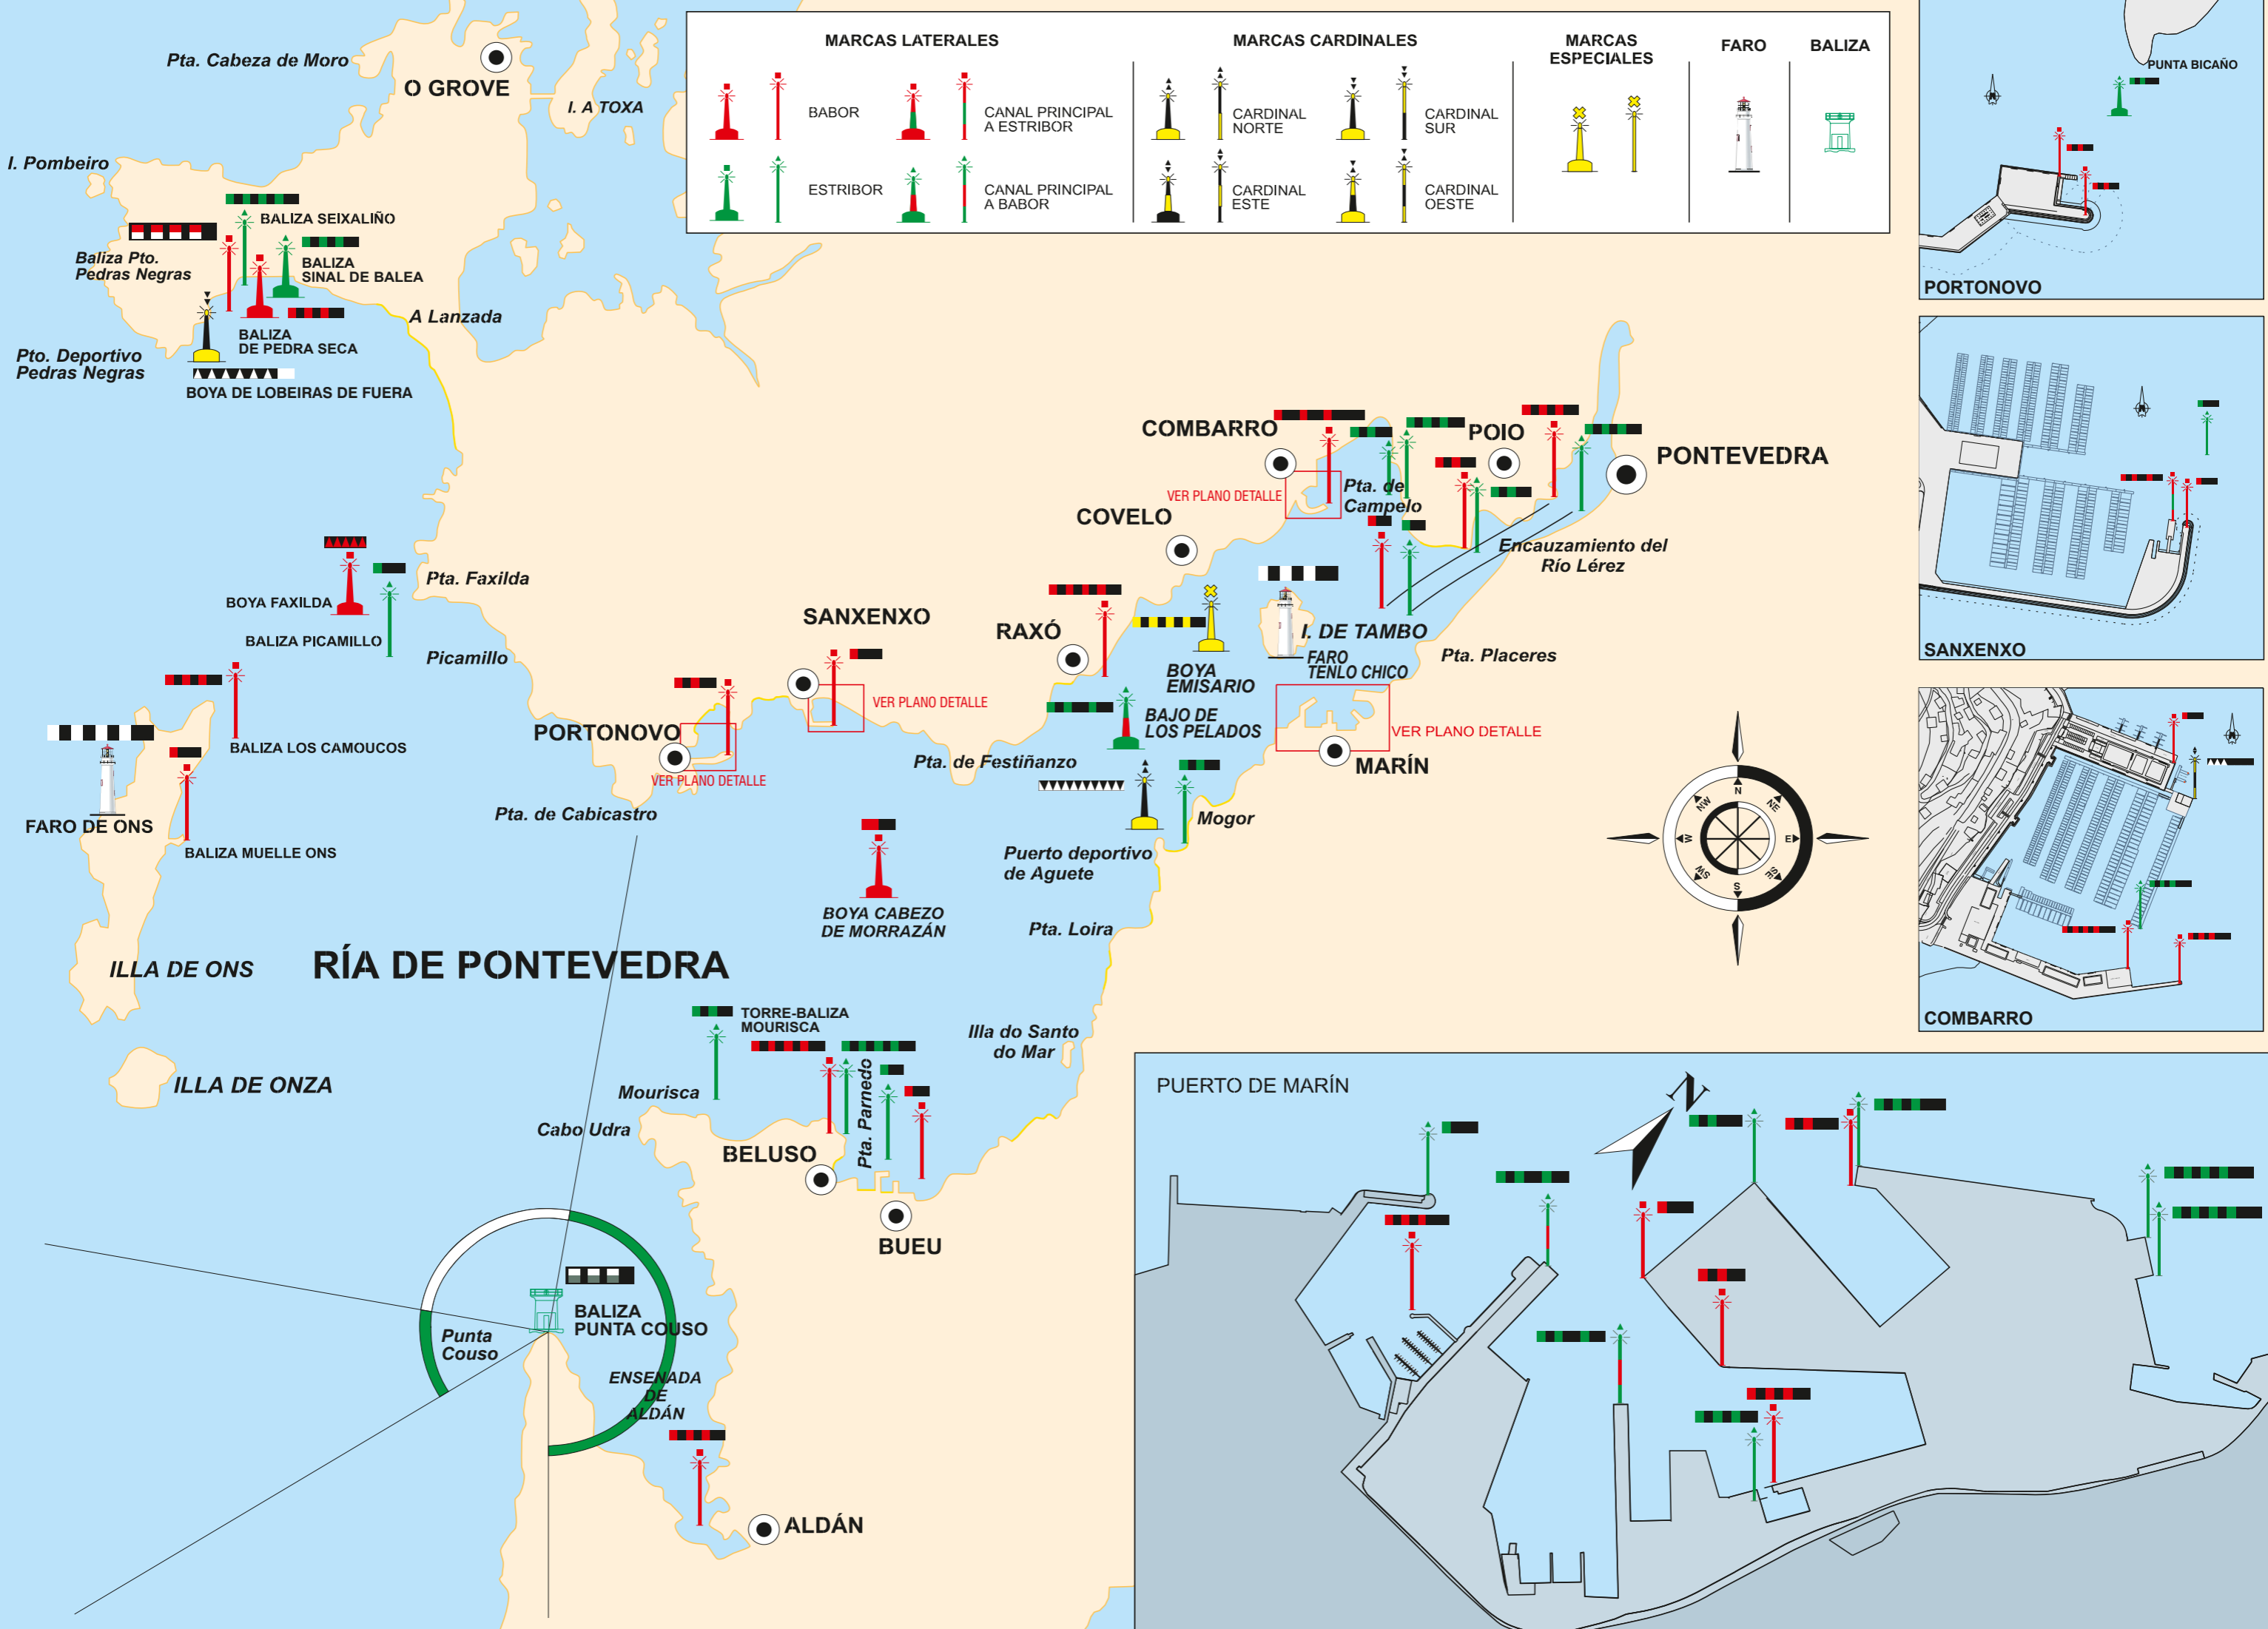 MARCAS LATERALES
BABOR
CANAL PRINCIPAL
A ESTRIBOR
ESTRIBOR
CANAL PRINCIPAL
A BABOR
MARCAS CARDINALES
CARDINAL
NORTE
CARDINAL
SUR
CARDINAL
ESTE
CARDINAL
OESTE
MARCAS
ESPECIALES
FARO
BALIZA
Pta. Cabeza de Moro
O GROVE
I. A TOXA
I. Pombeiro
BALIZA SEIXALIÑO
Baliza Pto.
Pedras Negras
BALIZA
SINAL DE BALEA
A Lanzada
BALIZA
DE PEDRA SECA
Pto. Deportivo
Pedras Negras
BOYA DE LOBEIRAS DE FUERA
COMBARRO
POIO
PONTEVEDRA
VER PLANO DETALLE
Pta. de
Campelo
COVELO
Encauzamiento del
Río Lérez
Pta. Faxilda
BOYA FAXILDA
BALIZA PICAMILLO
Picamillo
SANXENXO
RAXÓ
I. DE TAMBO
FARO
TENLO CHICO
Pta. Placeres
BOYA
EMISARIO
VER PLANO DETALLE
BAJO DE
LOS PELADOS
VER PLANO DETALLE
PORTONOVO
VER PLANO DETALLE
BALIZA LOS CAMOUCOS
Pta. de Festiñanzo
MARÍN
Pta. de Cabicastro
Mogor
FARO DE ONS
BALIZA MUELLE ONS
Puerto deportivo
de Aguete
BOYA CABEZO
DE MORRAZÁN
Pta. Loira
N
NE
E
SE
S
SW
W
NW
ILLA DE ONS
RÍA DE PONTEVEDRA
TORRE-BALIZA
MOURISCA
Illa do Santo
do Mar
ILLA DE ONZA
Mourisca
Pta. Parnedo
Cabo Udra
BELUSO
BUEU
BALIZA
PUNTA COUSO
Punta
Couso
ENSENADA
DE
ALDÁN
ALDÁN
PUNTA BICAÑO
PORTONOVO
SANXENXO
COMBARRO
PUERTO DE MARÍN
N